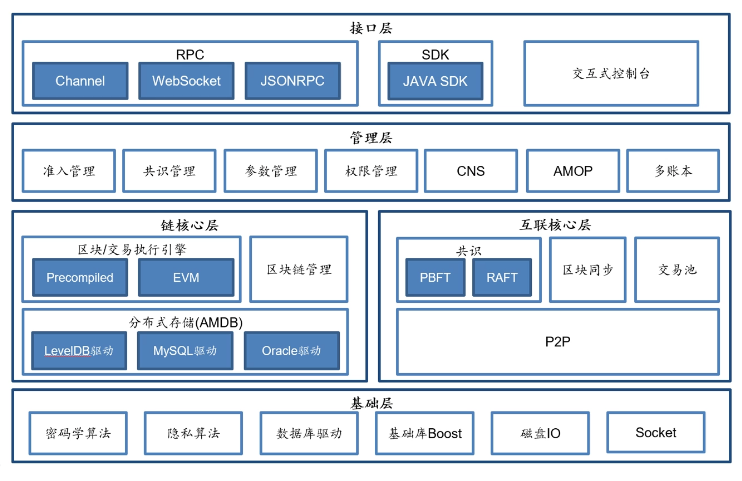 接口层
RPC
Channel
WebSocket
JSONRPC
SDK
JAVA SDK
交互式控制台
管理层
准入管理
共识管理
参数管理
权限管理
CNS
AMOP
多账本
链核心层
区块/交易执行引擎
Precompiled
EVM
区块链管理
分布式存储(AMDB)
LevelDB驱动
MySQL驱动
Oracle驱动
互联核心层
共识
PBFT
RAFT
区块同步
交易池
P2P
基础层
密码学算法
隐私算法
数据库驱动
基础库Boost
磁盘IO
Socket